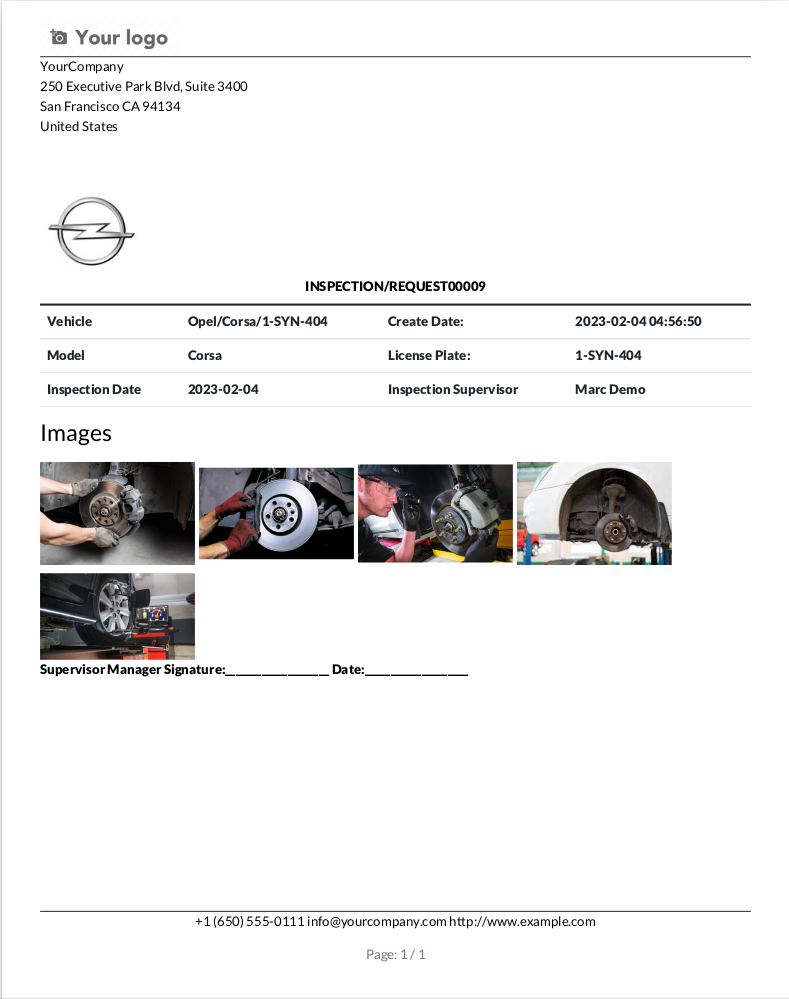 Your logo
YourCompany
250 Executive Park Blvd, Suite 3400
San Francisco CA 94134
United States
INSPECTION/REQUEST00009
Vehicle Opel/Corsa/1-SYN-404 Create Date: 2023-02-04 04:56:50
Model Corsa License Plate: 1-SYN-404
Inspection Date 2023-02-04 Inspection Supervisor Marc Demo
Images
Supervisor Manager Signature:________________ Date:________________
+1 (650) 555-0111 info@yourcompany.com http://www.example.com
Page: 1 / 1